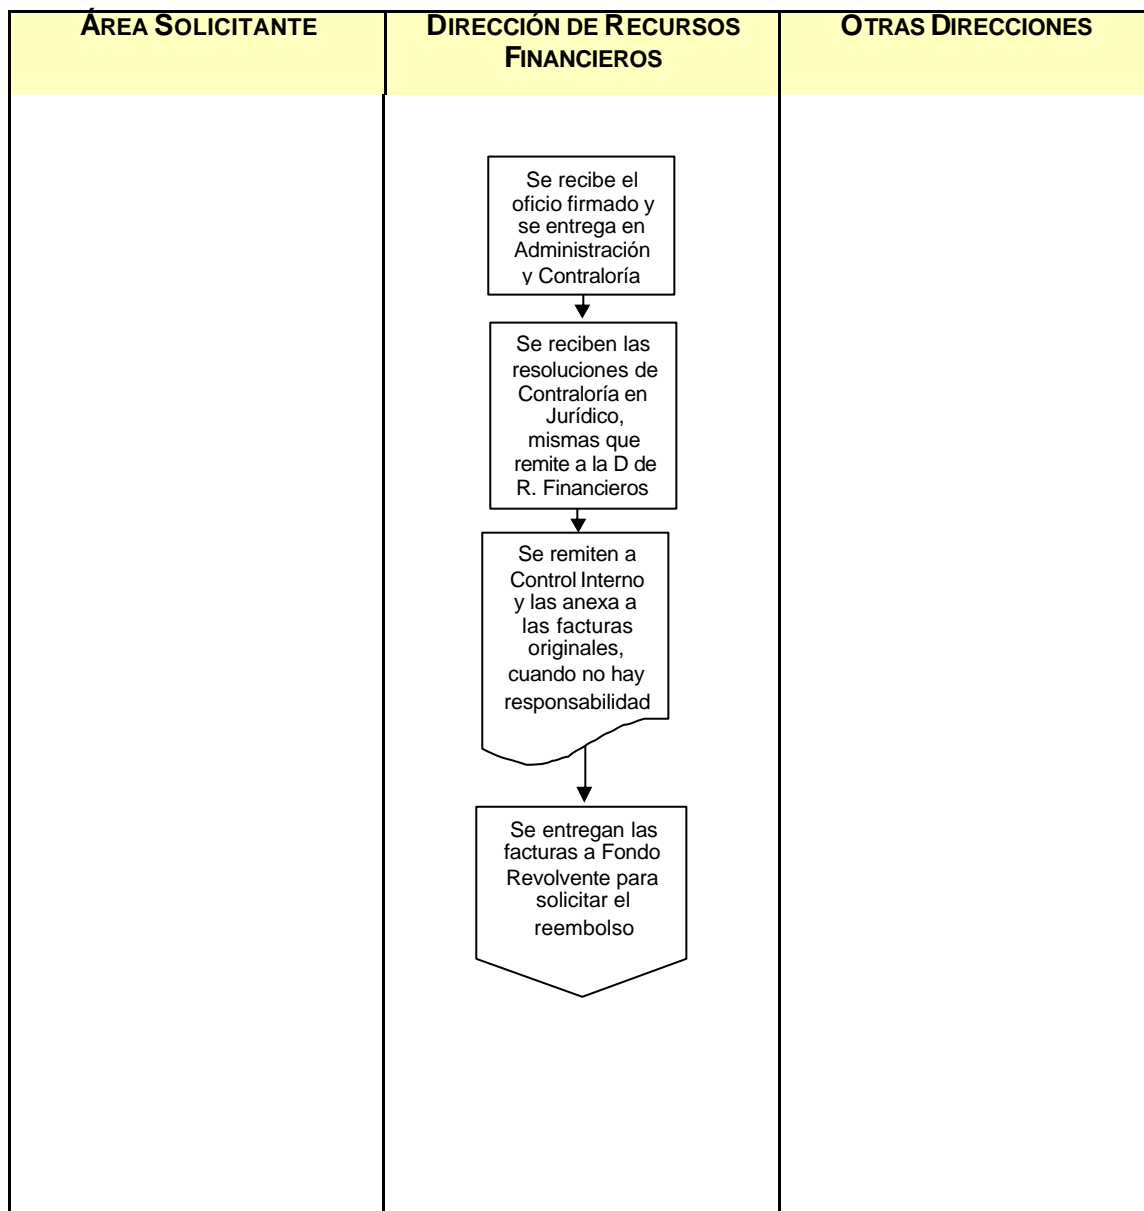 ÁREA SOLICITANTE
DIRECCIÓN DE RECURSOS
FINANCIEROS
OTRAS DIRECCIONES
Se recibe el
oficio firmado y
se entrega en
Administración
y Contraloría
Se reciben las
resoluciones de
Contraloría en
Jurídico,
mismas que
remite a la D de
R. Financieros
Se remiten a
Control Interno
y las anexa a
las facturas
originales,
cuando no hay
responsabilidad
Se entregan las
facturas a Fondo
Revolvente para
solicitar el
reembolso